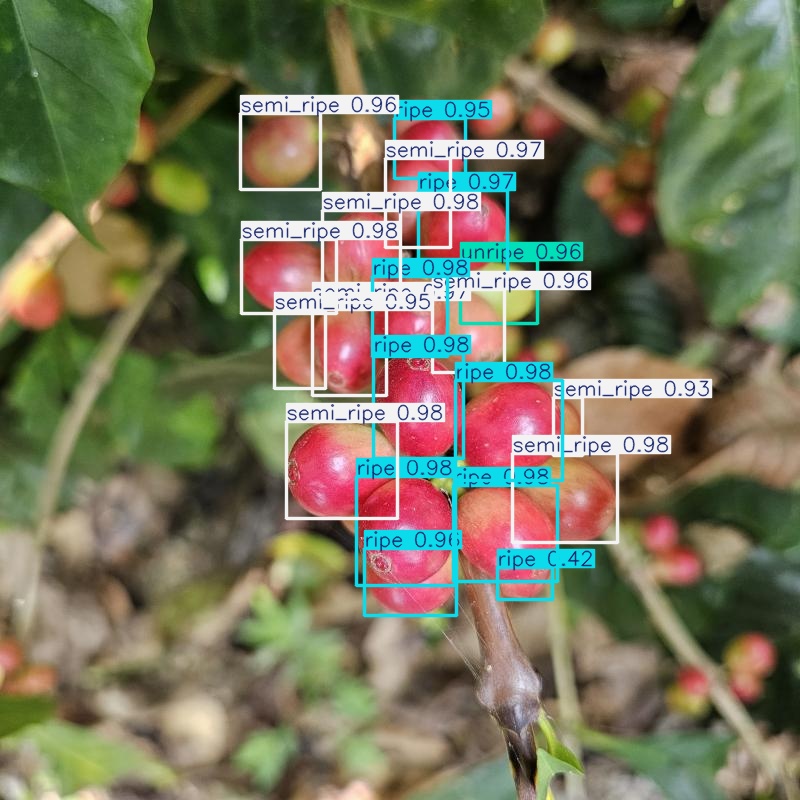 semi_ripe 0.96
ripe 0.95
semi_ripe 0.97
ripe 0.97
semi_ripe 0.98
semi_ripe 0.98
unripe 0.96
ripe 0.98
semi_ripe 0.96
semi_ripe 0.95
ripe 0.98
ripe 0.98
semi_ripe 0.93
semi_ripe 0.98
semi_ripe 0.98
ripe 0.98
ripe 0.98
ripe 0.96
ripe 0.42